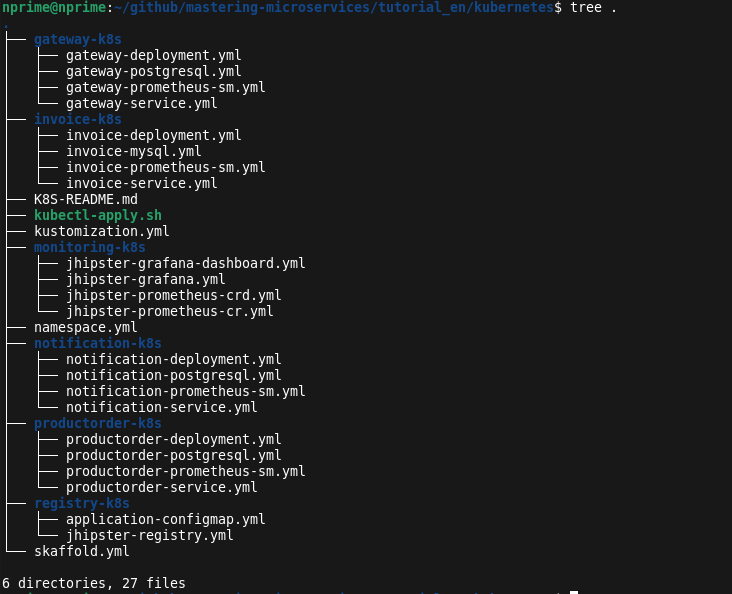 nprime@nprime:~/github/mastering-microservices/tutorial_en/kubernetes$ tree .
.
├── gateway-k8s
│   ├── gateway-deployment.yml
│   ├── gateway-postgresql.yml
│   ├── gateway-prometheus-sm.yml
│   └── gateway-service.yml
├── invoice-k8s
│   ├── invoice-deployment.yml
│   ├── invoice-mysql.yml
│   ├── invoice-prometheus-sm.yml
│   └── invoice-service.yml
├── K8S-README.md
├── kubectl-apply.sh
├── kustomization.yml
├── monitoring-k8s
│   ├── jhipster-grafana-dashboard.yml
│   ├── jhipster-grafana.yml
│   ├── jhipster-prometheus-crd.yml
│   └── jhipster-prometheus-cr.yml
├── namespace.yml
├── notification-k8s
│   ├── notification-deployment.yml
│   ├── notification-postgresql.yml
│   ├── notification-prometheus-sm.yml
│   └── notification-service.yml
├── productorder-k8s
│   ├── productorder-deployment.yml
│   ├── productorder-postgresql.yml
│   ├── productorder-prometheus-sm.yml
│   └── productorder-service.yml
├── registry-k8s
│   ├── application-configmap.yml
│   └── jhipster-registry.yml
└── skaffold.yml

6 directories, 27 files